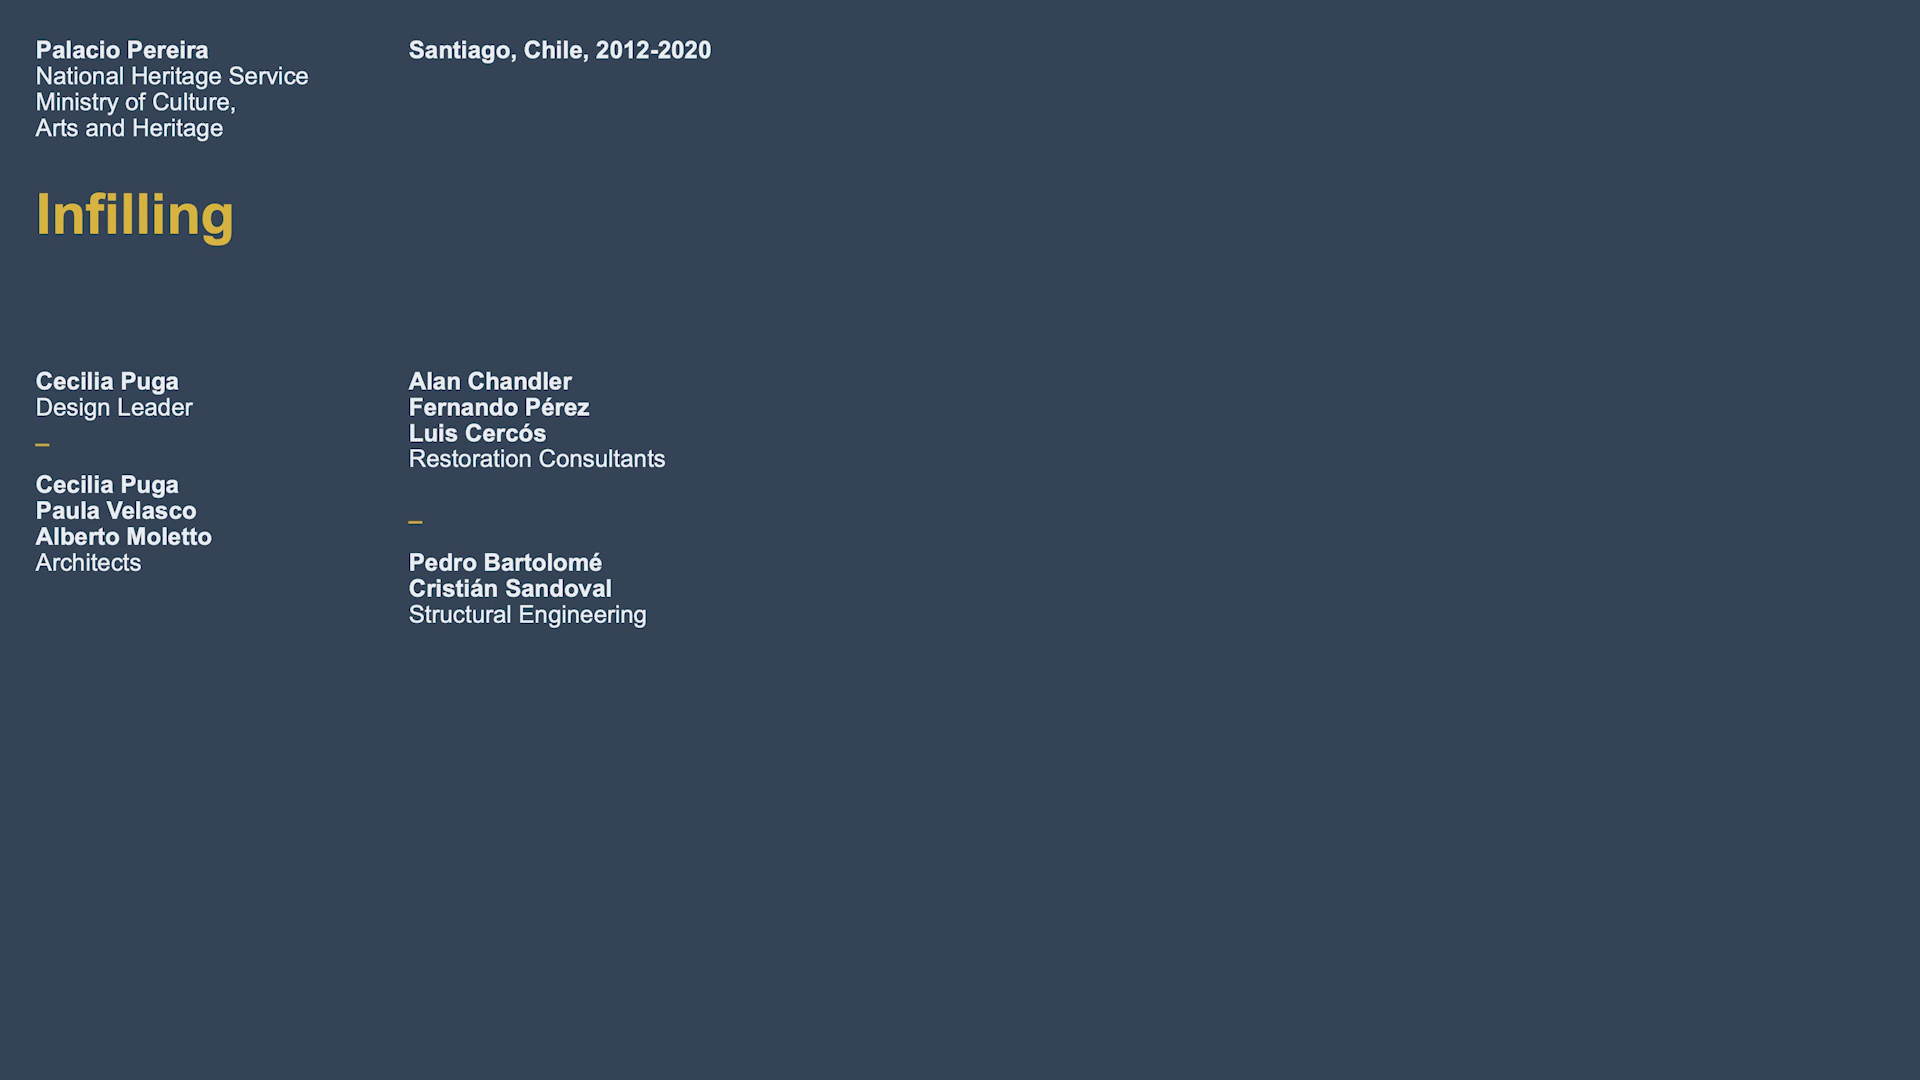 Palacio Pereira
National Heritage Service
Ministry of Culture,
Arts and Heritage
Santiago, Chile, 2012-2020
Infilling
Cecilia Puga
Design Leader
–
Cecilia Puga
Paula Velasco
Alberto Moletto
Architects
Alan Chandler
Fernando Pérez
Luis Cercós
Restoration Consultants
–
Pedro Bartolomé
Cristián Sandoval
Structural Engineering